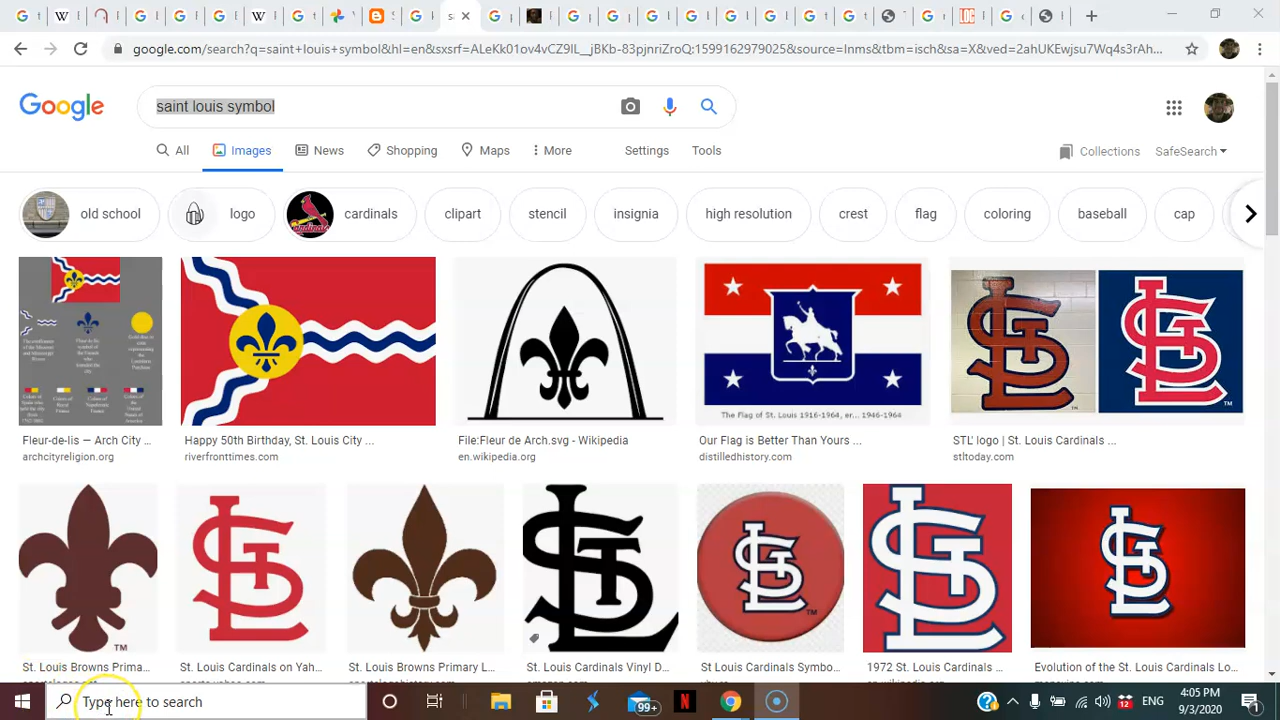 google.com/search?q=saint+louis+symbol&hl=en&sxsrf=ALeKk01ov4vCZ9IL__jBKb-83pjnriZroQ:1599162979025&source=lnms&tbm=isch&sa=X&ved=2ahUKEwjsu7Wq4s3rAh...
Google
saint louis symbol
All Images News Shopping Maps More Settings Tools
Collections SafeSearch
old school logo cardinals clipart stencil insignia high resolution crest flag coloring baseball cap
The Flag of St. Louis 1916-1964, er... 1946-1964
Fleur-de-lis — Arch City ... Happy 50th Birthday, St. Louis City ... File:Fleur de Arch.svg - Wikipedia Our Flag is Better Than Yours ... STL' logo | St. Louis Cardinals ...
archcityreligion.org riverfronttimes.com en.wikipedia.org distilledhistory.com stltoday.com
St. Louis Browns Prima... St. Louis Cardinals on Yah... St. Louis Browns Primary L... St. Louis Cardinals Vinyl D... St Louis Cardinals Symbo... 1972 St. Louis Cardinals ... Evolution of the St. Louis Cardinals Lo...
Type here to search
99+
12
ENG
4:05 PM
9/3/2020